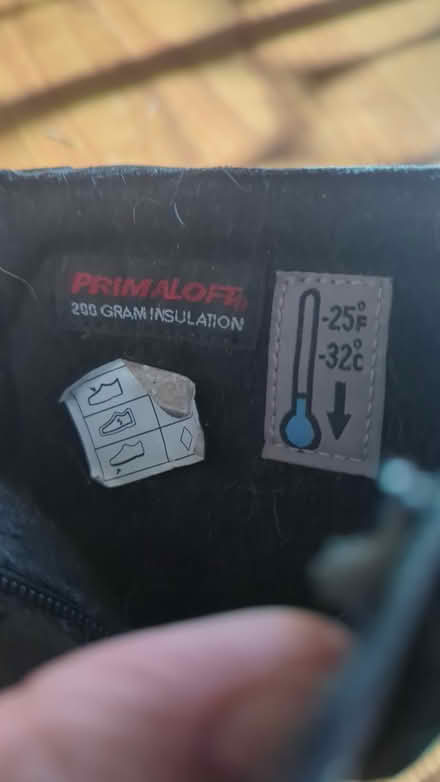 PRIMALOFT®
200 GRAM INSULATION
-25°F
-32°C